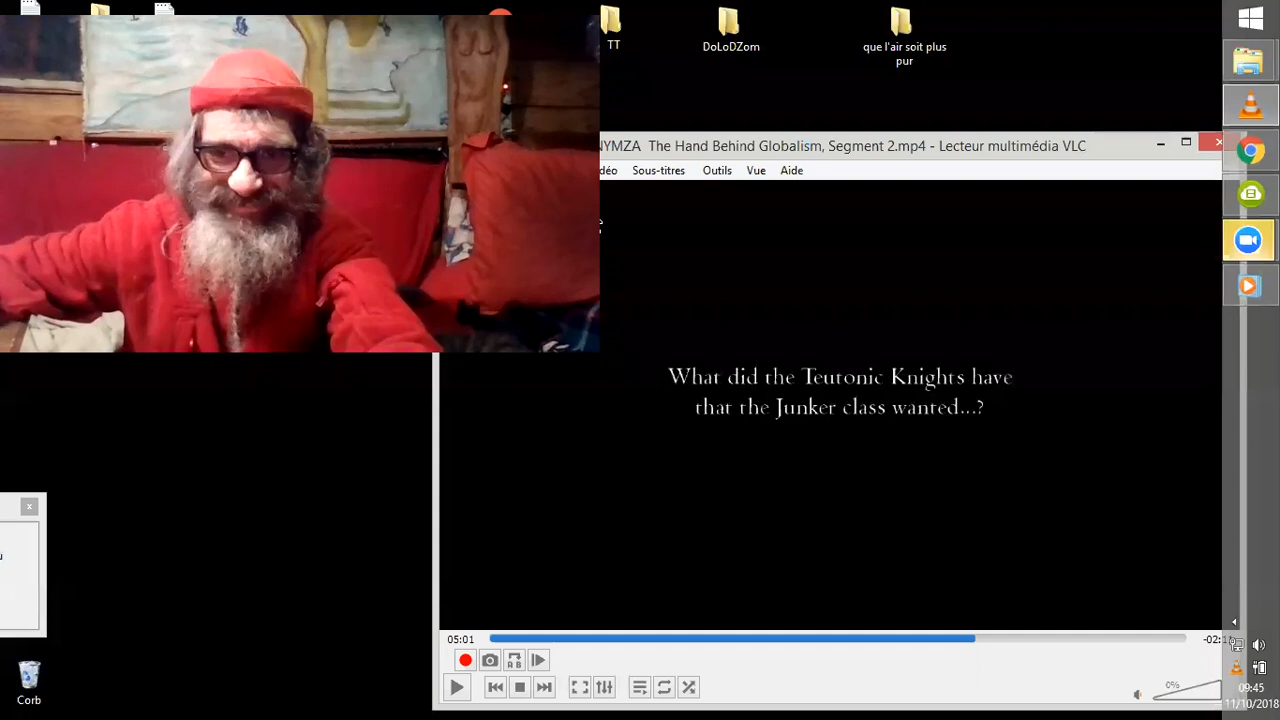 TT
DoLoDZom
que l'air soit plus
pur
NYMZA The Hand Behind Globalism, Segment 2.mp4 - Lecteur multimédia VLC
déo Sous-titres Outils Vue Aide
What did the Teutonic Knights have
that the Junker class wanted...?
x
u
05:01
A B
Corb
0%
09:45
11/10/2018